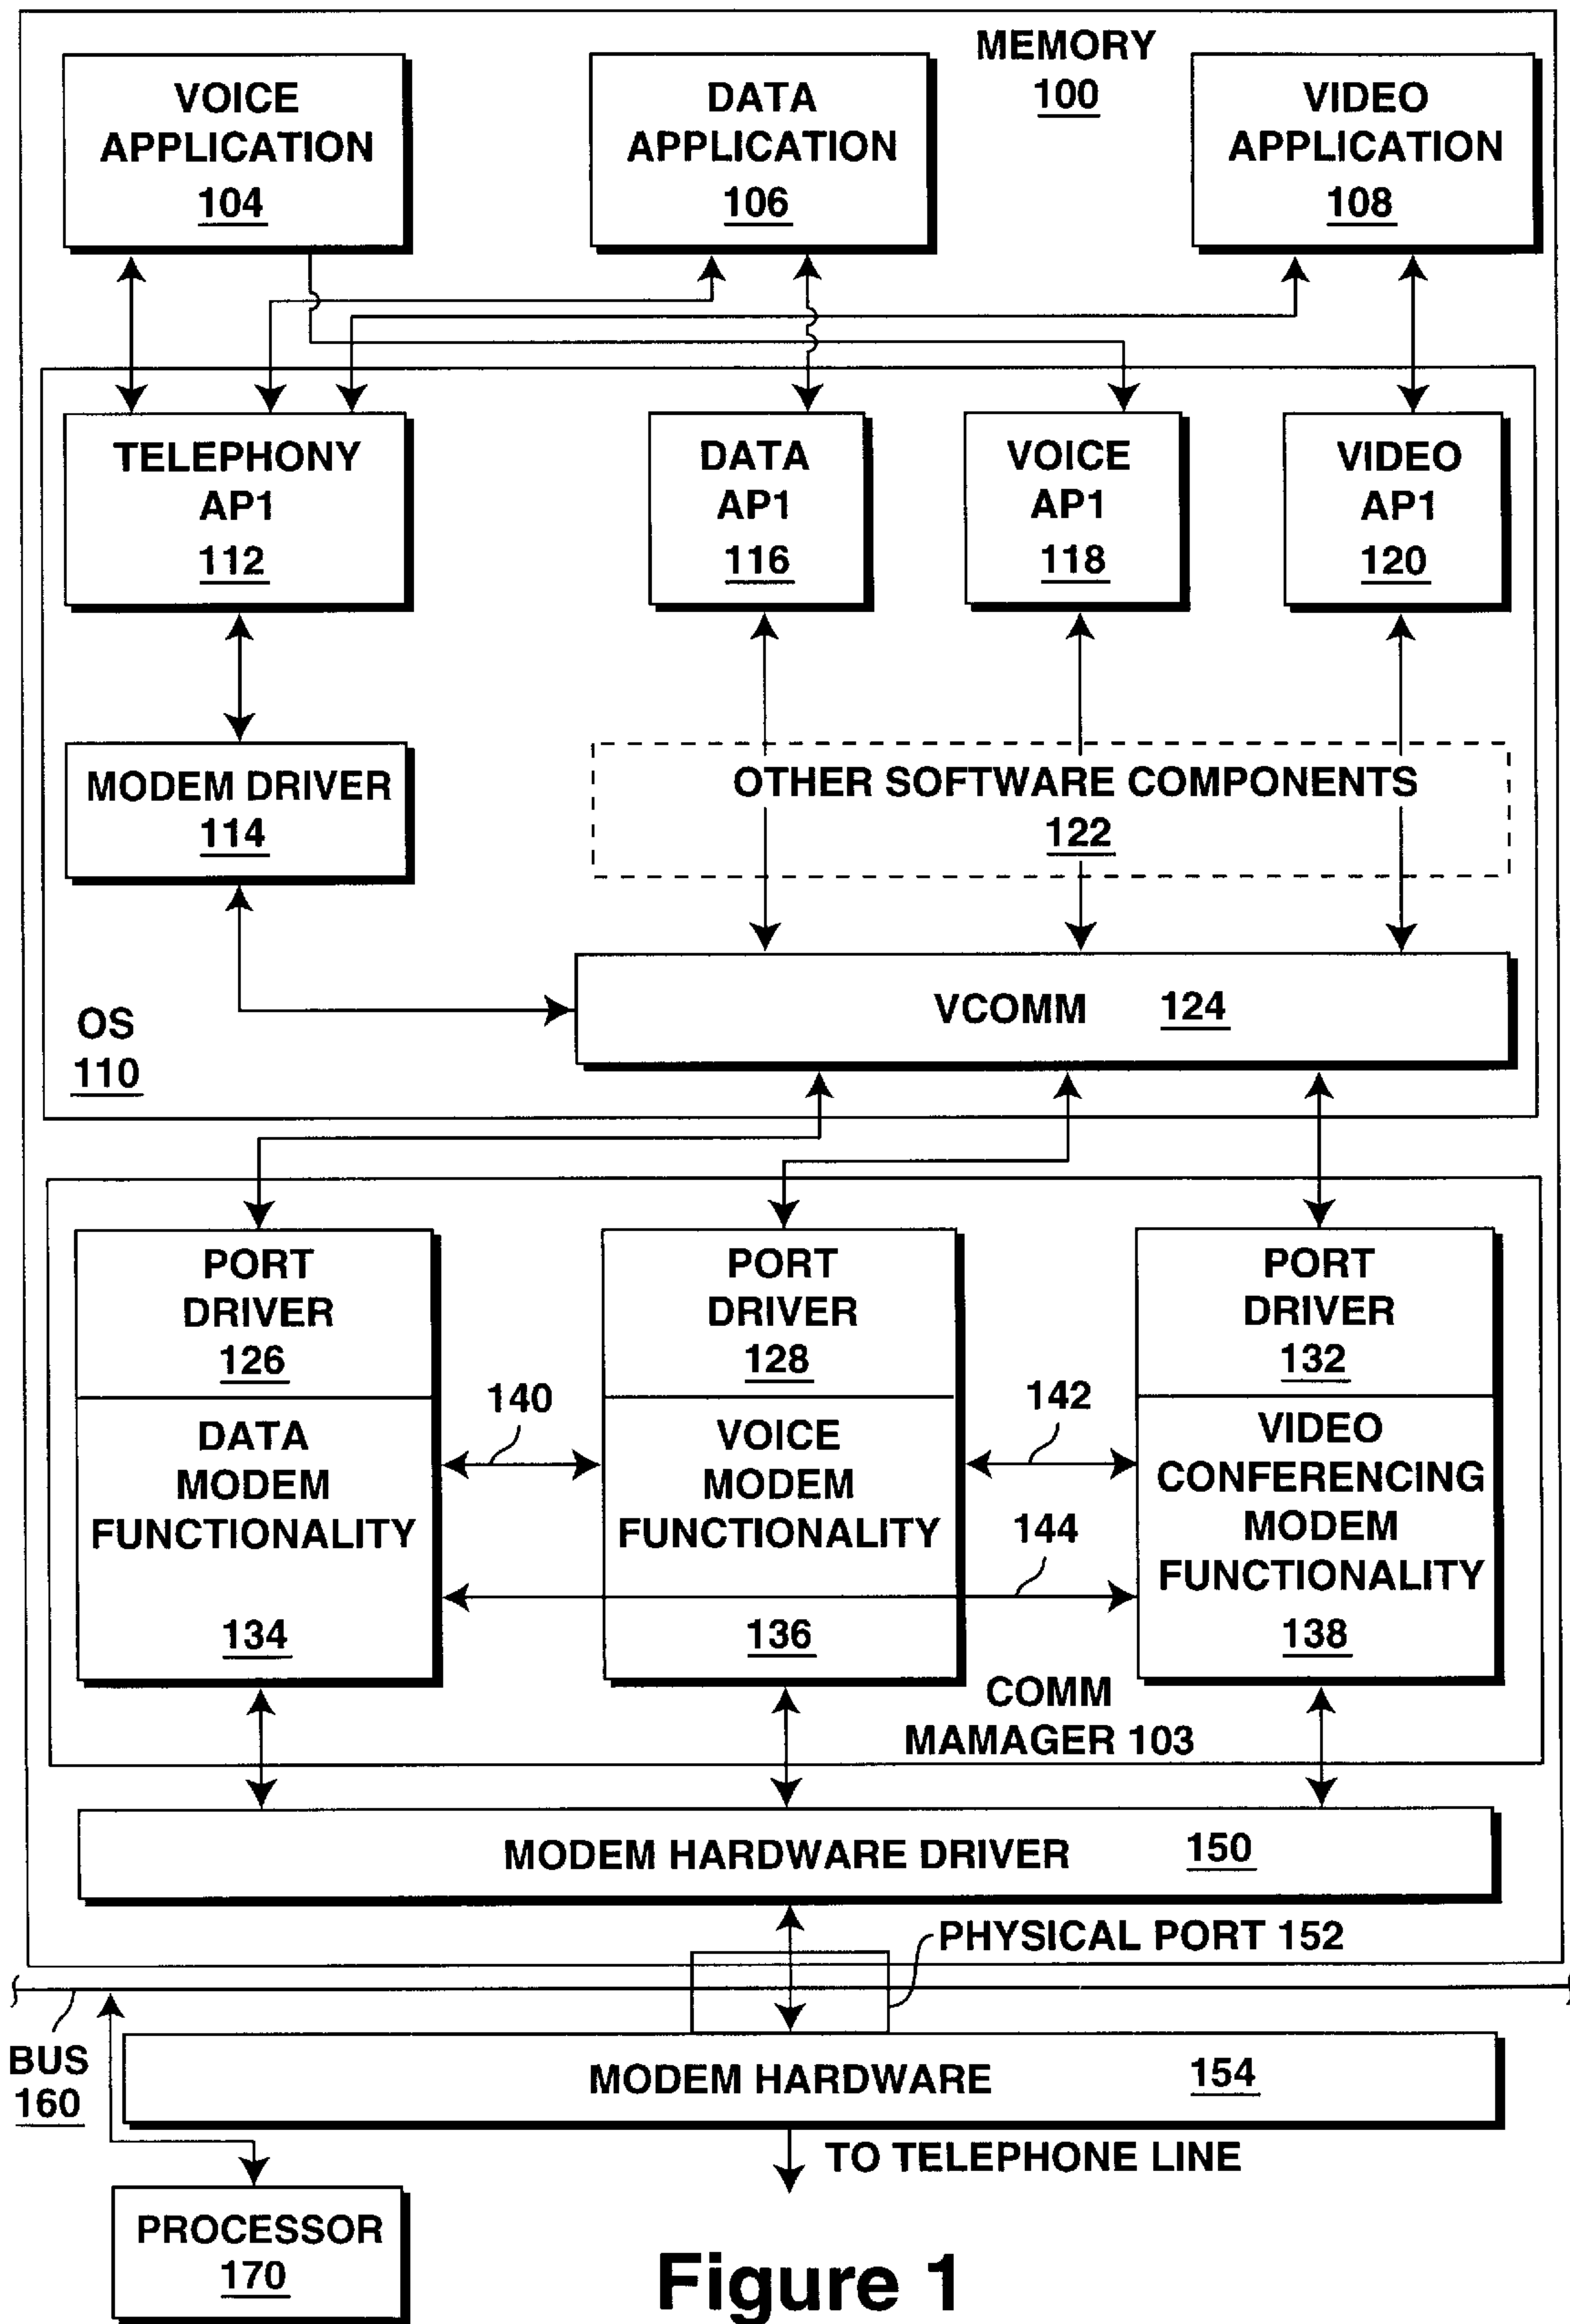 MEMORY
100
VOICE
APPLICATION
104
DATA
APPLICATION
106
VIDEO
APPLICATION
108
TELEPHONY
AP1
112
DATA
AP1
116
VOICE
AP1
118
VIDEO
AP1
120
MODEM DRIVER
114
OTHER SOFTWARE COMPONENTS
122
VCOMM 124
OS
110
PORT
DRIVER
126
DATA
MODEM
FUNCTIONALITY
134
140
PORT
DRIVER
128
VOICE
MODEM
FUNCTIONALITY
136
142
144
PORT
DRIVER
132
VIDEO
CONFERENCING
MODEM
FUNCTIONALITY
138
COMM
MAMAGER 103
MODEM HARDWARE DRIVER 150
PHYSICAL PORT 152
BUS
160
MODEM HARDWARE 154
TO TELEPHONE LINE
PROCESSOR
170
Figure 1